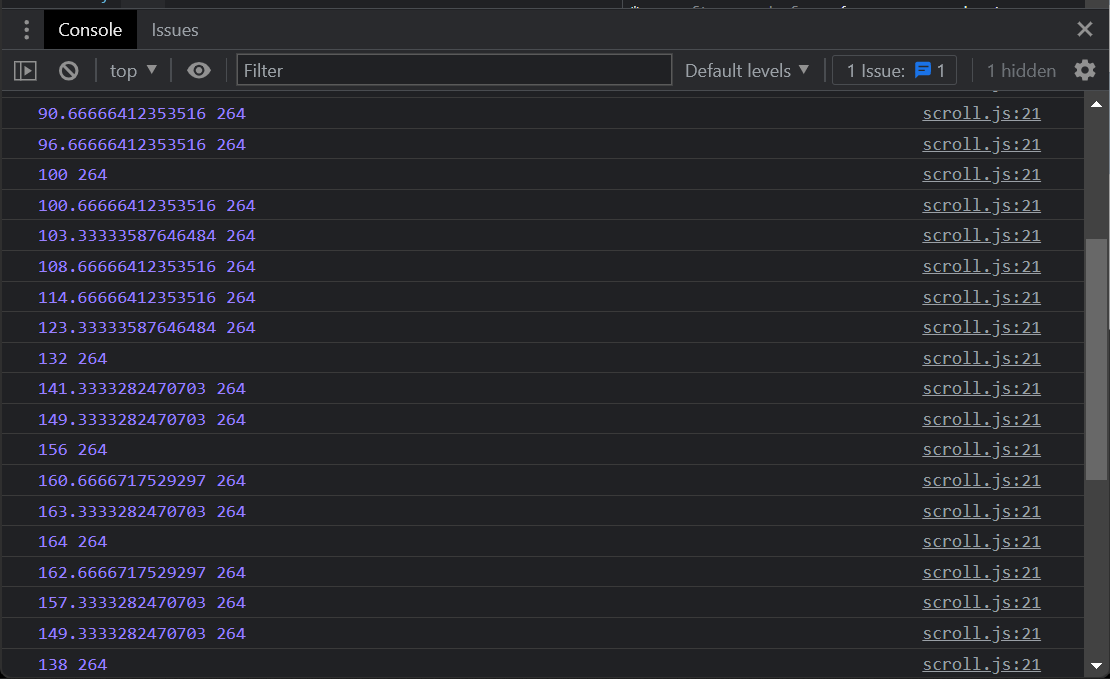 Console Issues
top Filter Default levels 1 Issue: 1 1 hidden
90.66666412353516 264 scroll.js:21
96.66666412353516 264 scroll.js:21
100 264 scroll.js:21
100.66666412353516 264 scroll.js:21
103.33333587646484 264 scroll.js:21
108.66666412353516 264 scroll.js:21
114.66666412353516 264 scroll.js:21
123.33333587646484 264 scroll.js:21
132 264 scroll.js:21
141.3333282470703 264 scroll.js:21
149.3333282470703 264 scroll.js:21
156 264 scroll.js:21
160.6666717529297 264 scroll.js:21
163.3333282470703 264 scroll.js:21
164 264 scroll.js:21
162.6666717529297 264 scroll.js:21
157.3333282470703 264 scroll.js:21
149.3333282470703 264 scroll.js:21
138 264 scroll.js:21